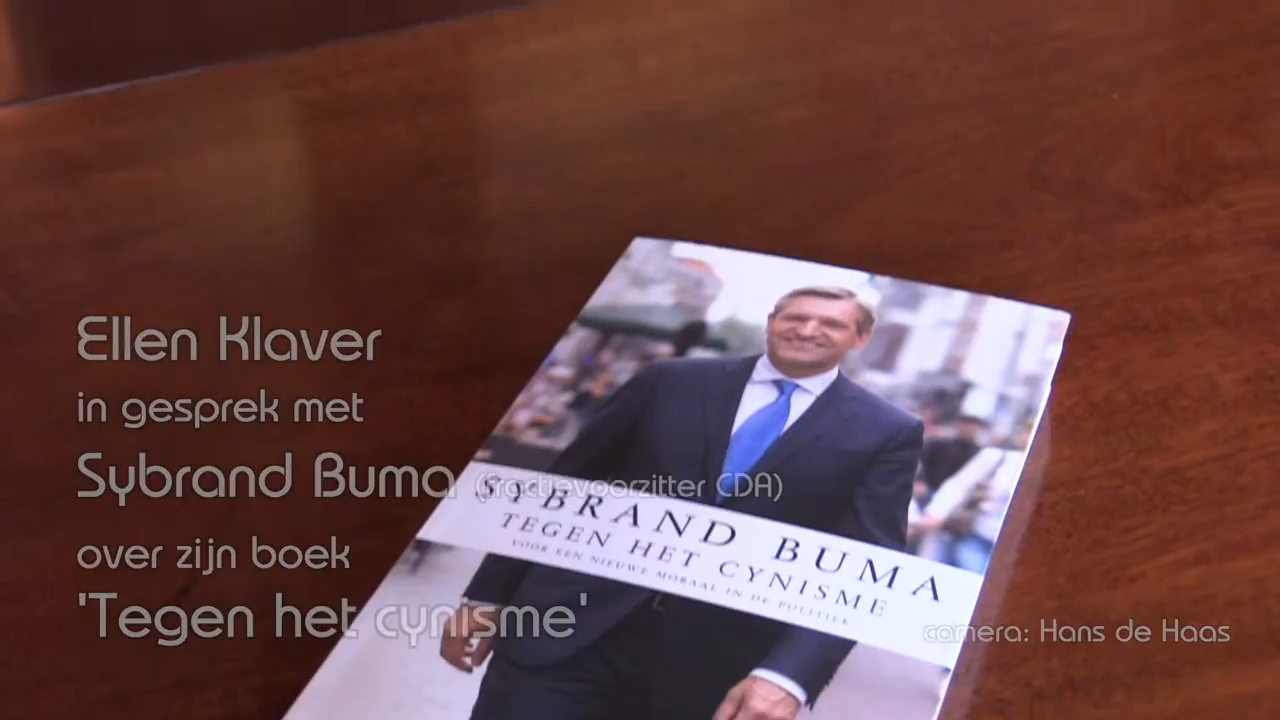 Ellen Klaver
in gesprek met
Sybrand Buma (fractievoorzitter CDA)
over zijn boek
'Tegen het cynisme'
camera: Hans de Haas
SYBRAND BUMA
TEGEN HET CYNISME
VOOR EEN NIEUWE MORAAL IN DE POLITIEK